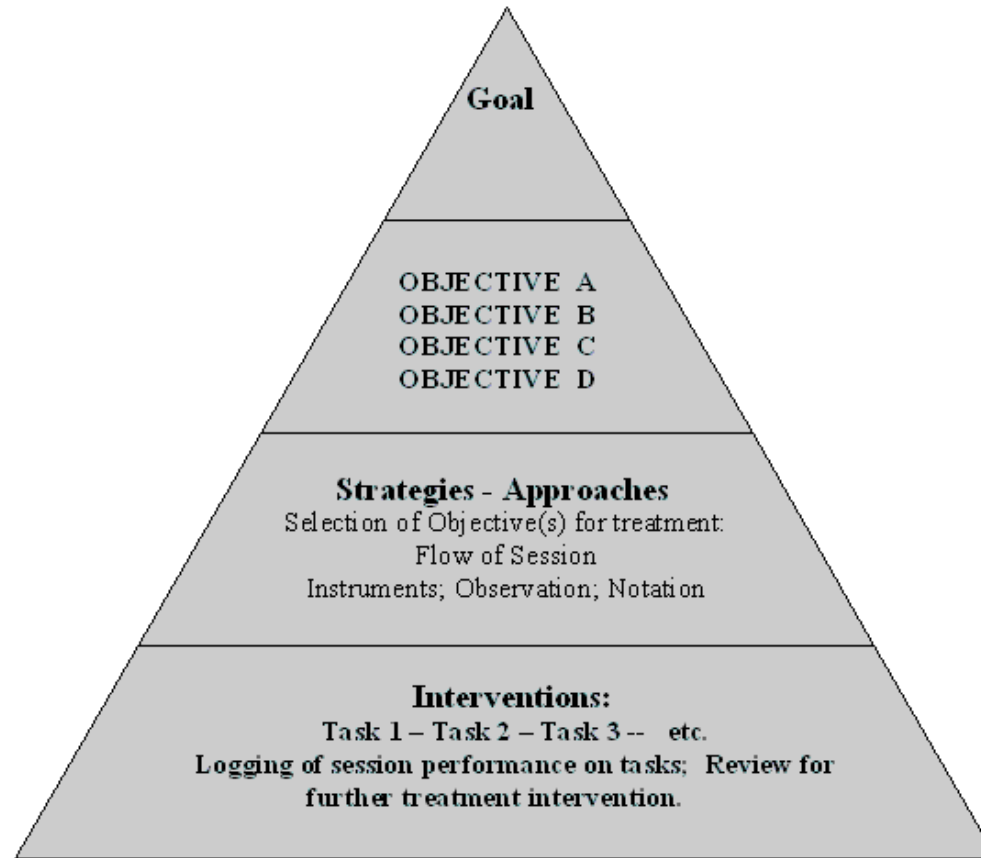 Goal
OBJECTIVE A
OBJECTIVE B
OBJECTIVE C
OBJECTIVE D
Strategies - Approaches
Selection of Objective(s) for treatment:
Flow of Session
Instruments; Observation; Notation
Interventions:
Task 1 – Task 2 – Task 3 -- etc.
Logging of session performance on tasks; Review for
further treatment intervention.